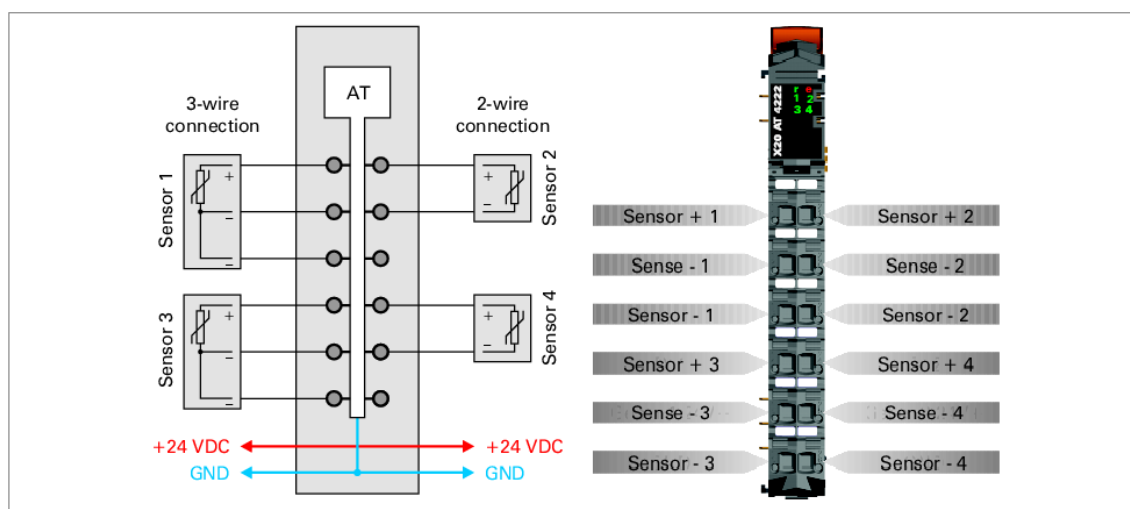 AT
3-wire
connection
2-wire
connection
Sensor 1
+
−
−
Sensor 2
+
−
Sensor 3
+
−
−
Sensor 4
+
−
+24 VDC
+24 VDC
GND
GND
X20 AT 4222
r e
1 2
3 4
Sensor + 1
Sensor + 2
Sense - 1
Sense - 2
Sensor - 1
Sensor - 2
Sensor + 3
Sensor + 4
Sense - 3
Sense - 4
Sensor - 3
Sensor - 4